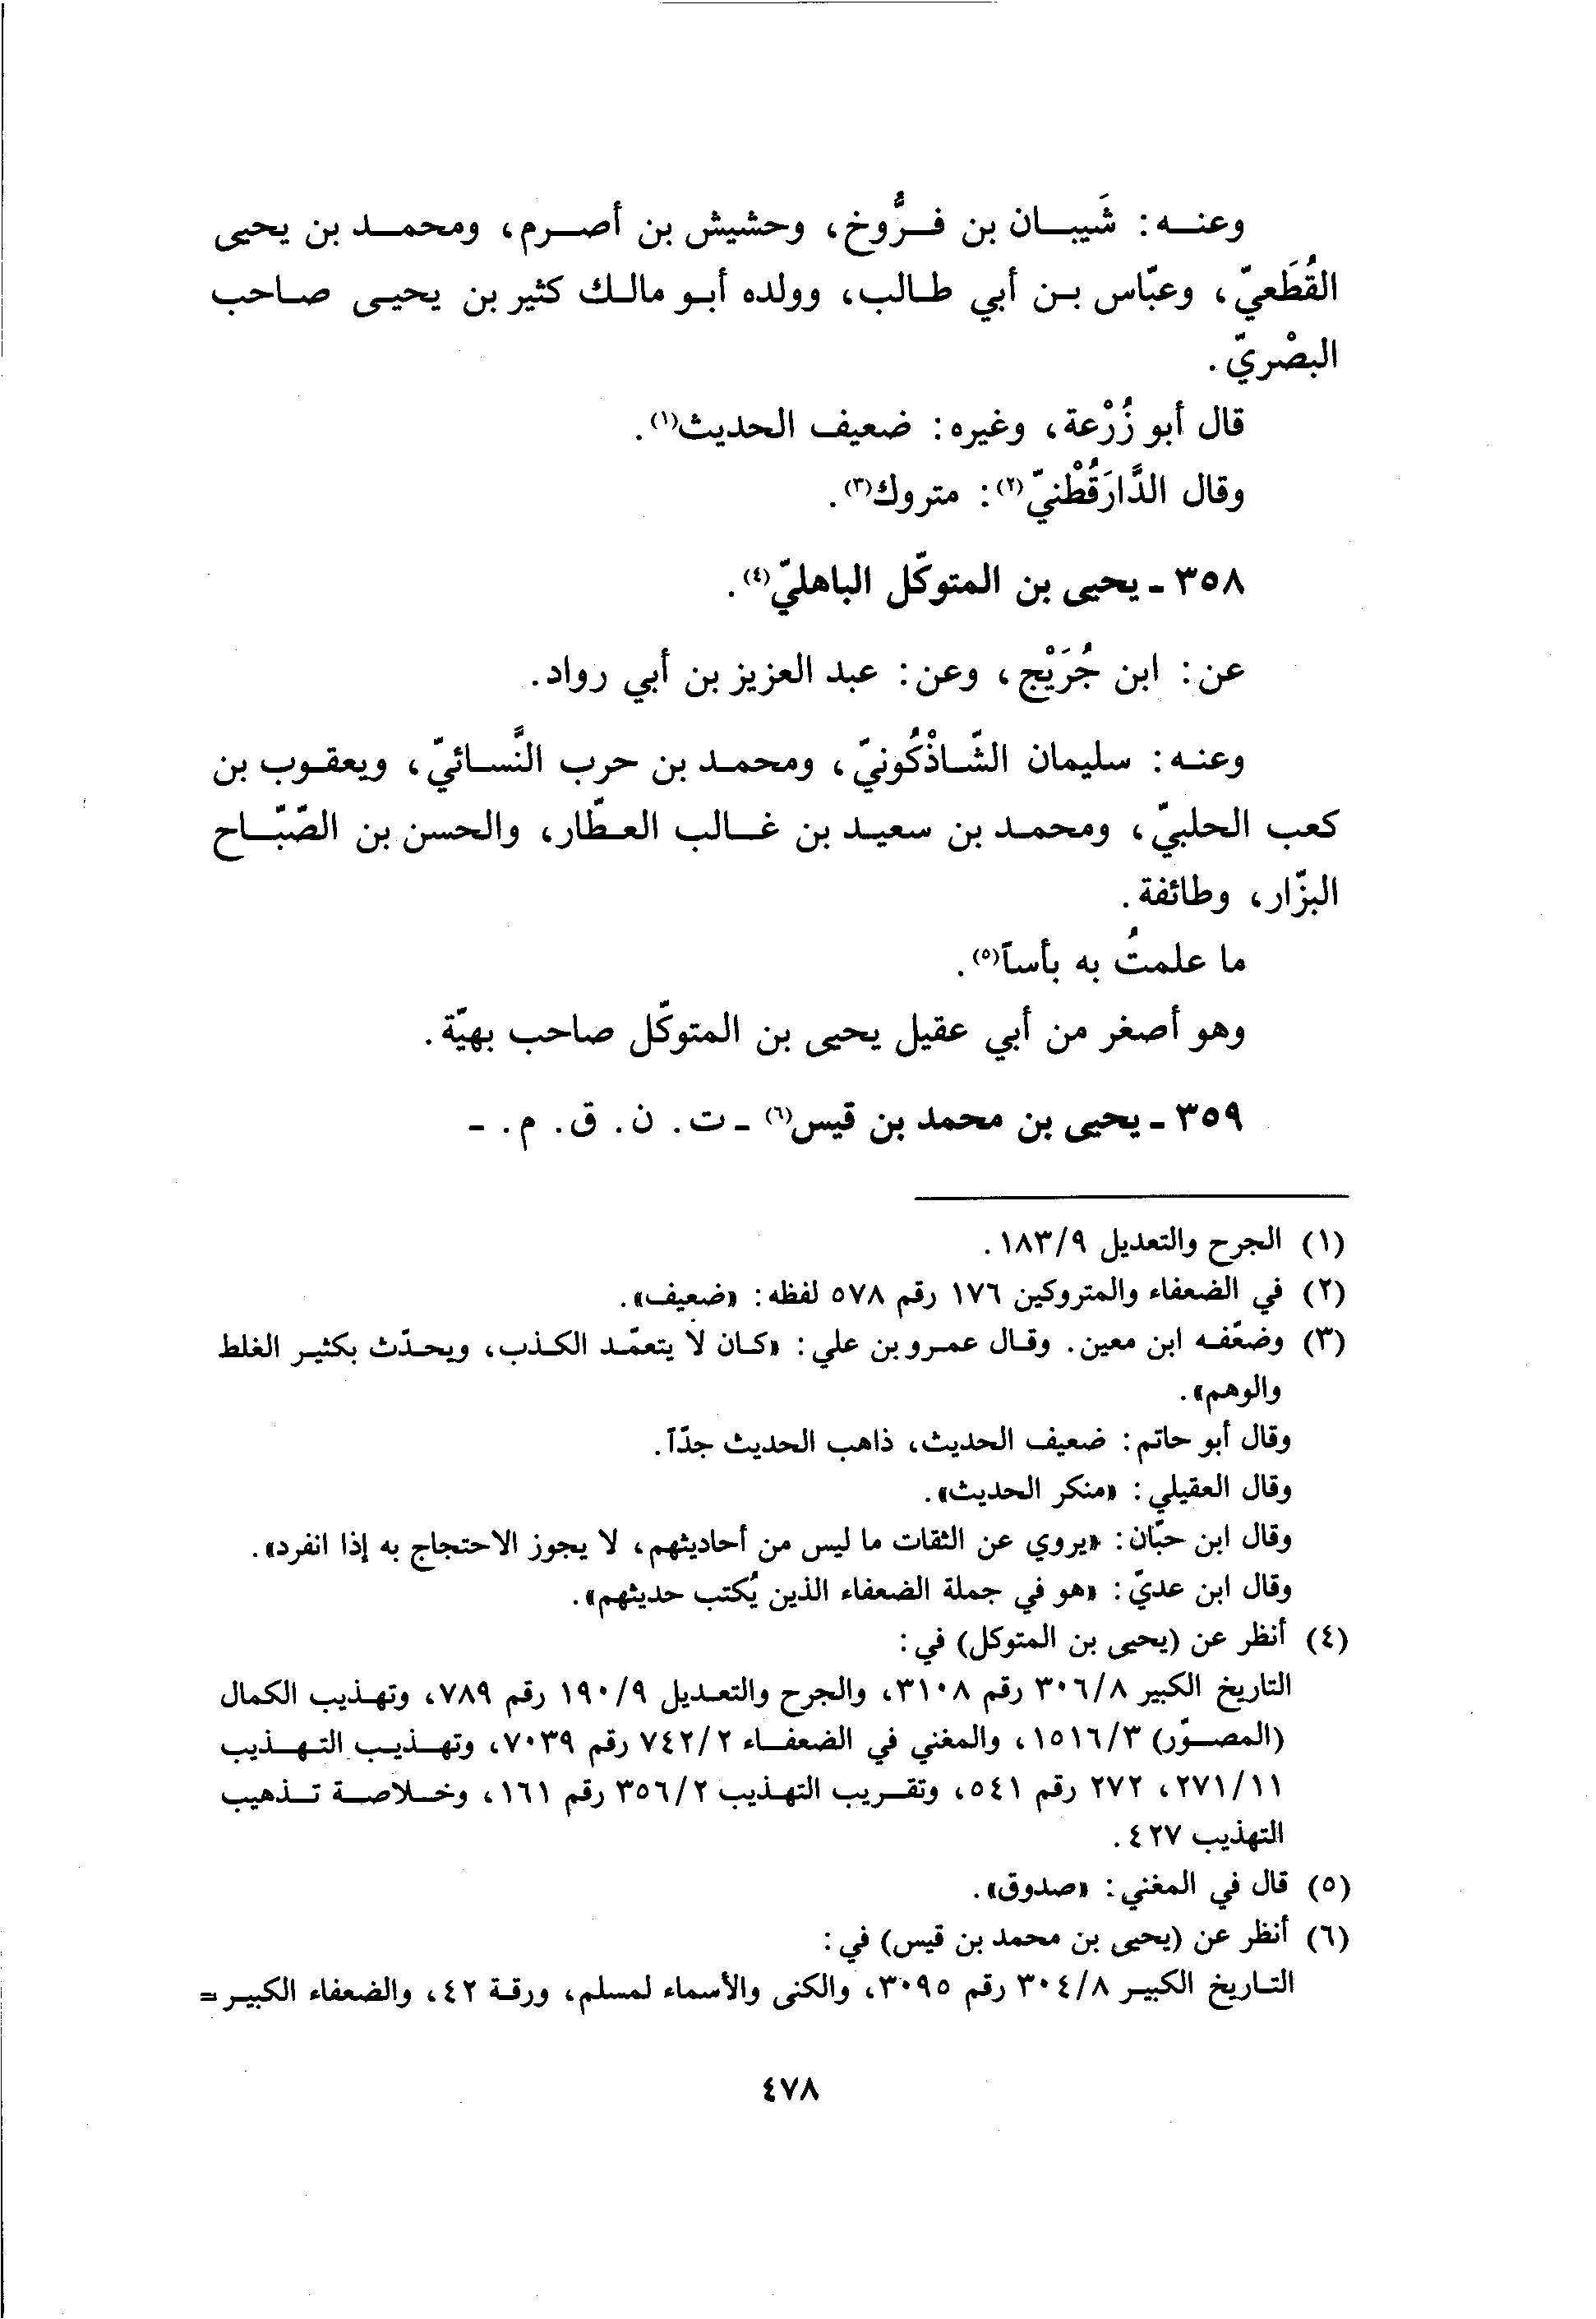 وعنه: شَيبان بن فرُّوخ، وحشيش بن أصرم، ومحمد بن يحيى
القُطَعيّ، وعبّاس بن أبي طالب، وولده أبو مالك كثير بن يحيى صاحب
البصْريّ.
قال أبو زُرْعة، وغيره: ضعيف الحديث(١).
وقال الدَّارَقُطْنيّ(٢): متروك(٣).
٣٥٨ - يحيى بن المتوكّل الباهليّ(٤).
عن: ابن جُرَيْج، وعن: عبد العزيز بن أبي رواد.
وعنه: سليمان الشّاذْكُونيّ، ومحمد بن حرب النَّسائيّ، ويعقوب بن
كعب الحلبيّ، ومحمد بن سعيد بن غالب العطّار، والحسن بن الصّبّاح
البزّار، وطائفة.
ما علمتُ به بأساً(٥).
وهو أصغر من أبي عقيل يحيى بن المتوكّل صاحب بهيّة.
٣٥٩ - يحيى بن محمد بن قيس(٦) - ت. ن. ق. م. -
(١) الجرح والتعديل ١٨٣/٩.
(٢) في الضعفاء والمتروكين ١٧٦ رقم ٥٧٨ لفظه: «ضعيف».
(٣) وضعّفه ابن معين. وقال عمرو بن علي: «كان لا يتعمّد الكذب، ويحدّث بكثير الغلط
والوهم».
وقال أبو حاتم: ضعيف الحديث، ذاهب الحديث جدّاً.
وقال العقيلي: «منكر الحديث».
وقال ابن حبّان: «يروي عن الثقات ما ليس من أحاديثهم، لا يجوز الاحتجاج به إذا انفرد».
وقال ابن عديّ: «هو في جملة الضعفاء الذين يُكتب حديثهم».
(٤) أنظر عن (يحيى بن المتوكل) في:
التاريخ الكبير ٣٠٦/٨ رقم ٣١٠٨، والجرح والتعديل ١٩٠/٩ رقم ٧٨٩، وتهذيب الكمال
(المصوّر) ١٥١٦/٣، والمغني في الضعفاء ٧٤٢/٢ رقم ٧٠٣٩، وتهذيب التهذيب
٢٧١/١١، ٢٧٢ رقم ٥٤١، وتقريب التهذيب ٣٥٦/٢ رقم ١٦١، وخلاصة تذهيب
التهذيب ٤٢٧.
(٥) قال في المغني: «صدوق».
(٦) أنظر عن (يحيى بن محمد بن قيس) في:
التاريخ الكبير ٣٠٤/٨ رقم ٣٠٩٥، والكنى والأسماء لمسلم، ورقة ٤٢، والضعفاء الكبير =
٤٧٨